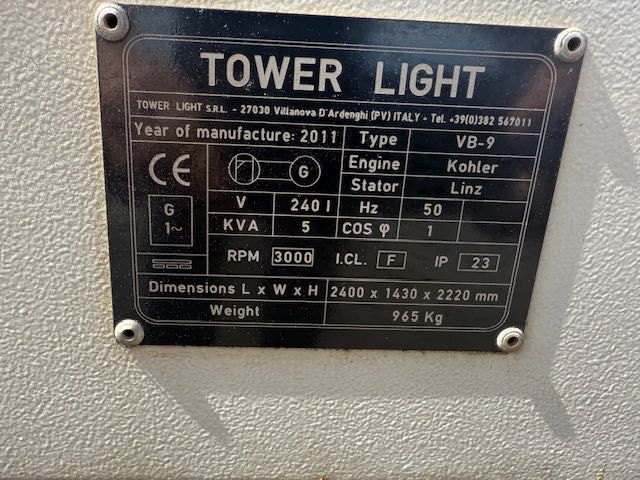 TOWER LIGHT
TOWER LIGHT S.R.L. - 27030 Villanova D'Ardenghi (PV) ITALY - Tel. +39(0)382 567011
Year of manufacture: 2011 Type VB-9
CE G Engine Kohler
Stator Linz
G 1~ V 240 I Hz 50
KVA 5 COS φ 1
RPM 3000 I.CL. F IP 23
Dimensions L x W x H 2400 x 1430 x 2220 mm
Weight 965 Kg